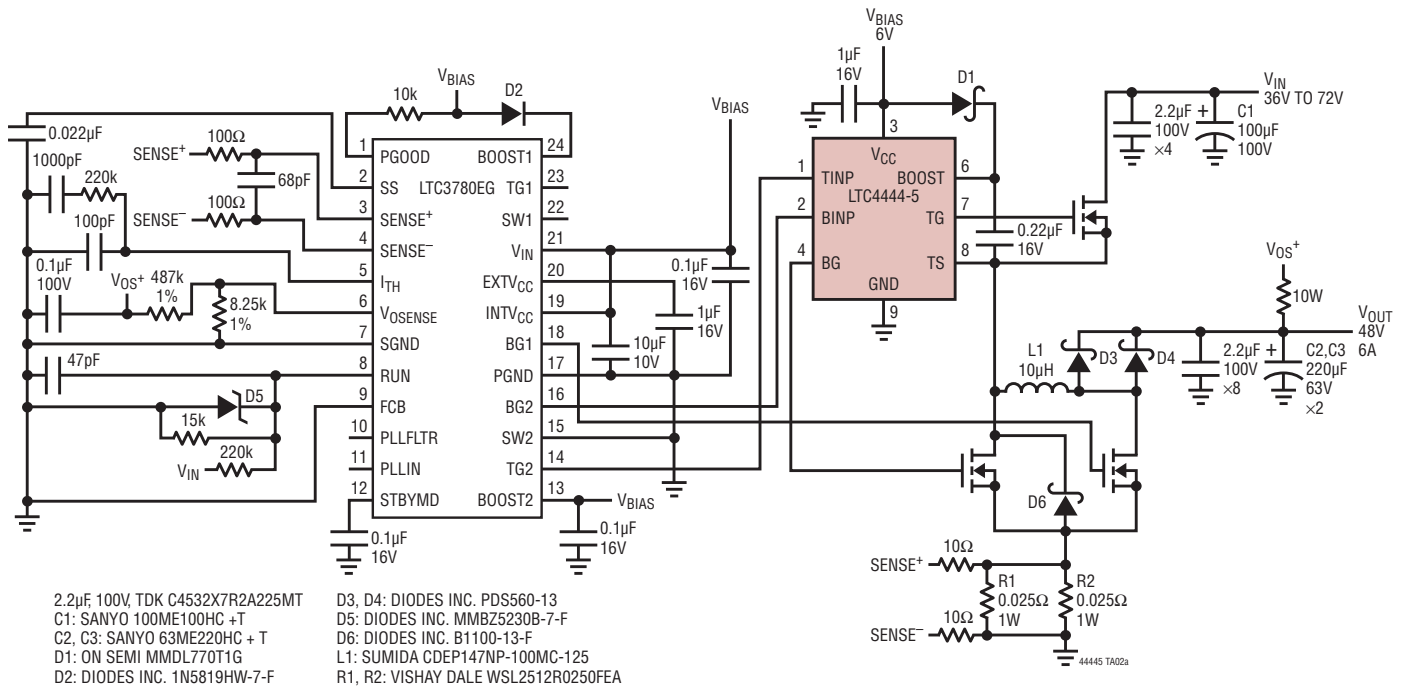 VBIAS
6V
1µF
16V
D1
VIN
36V TO 72V
2.2µF
100V
×4
+
C1
100µF
100V
10k
VBIAS
D2
VBIAS
0.022µF
1000pF
220k
100pF
0.1µF
100V
VOS+
487k
1%
8.25k
1%
47pF
D5
15k
VIN
220k
SENSE+
100Ω
68pF
SENSE−
100Ω
1
PGOOD
2
SS
3
SENSE+
4
SENSE−
5
ITH
6
VOSENSE
7
SGND
8
RUN
9
FCB
10
PLLFLTR
11
PLLIN
12
STBYMD
LTC3780EG
BOOST1
24
TG1
23
SW1
22
VIN
21
EXTVCC
20
INTVCC
19
BG1
18
PGND
17
BG2
16
SW2
15
TG2
14
BOOST2
13
0.1µF
16V
VBIAS
0.1µF
16V
10µF
10V
1µF
16V
0.1µF
16V
3
VCC
LTC4444-5
1
TINP
2
BINP
4
BG
BOOST
6
TG
7
TS
8
GND
9
0.22µF
16V
VOS+
10W
VOUT
48V
6A
L1
10µH
D3
D4
2.2µF
100V
×8
+
C2,C3
220µF
63V
×2
D6
SENSE+
10Ω
R1
0.025Ω
1W
R2
0.025Ω
1W
SENSE−
10Ω
44445 TA02a
2.2µF, 100V, TDK C4532X7R2A225MT
C1: SANYO 100ME100HC +T
C2, C3: SANYO 63ME220HC + T
D1: ON SEMI MMDL770T1G
D2: DIODES INC. 1N5819HW-7-F
D3, D4: DIODES INC. PDS560-13
D5: DIODES INC. MMBZ5230B-7-F
D6: DIODES INC. B1100-13-F
L1: SUMIDA CDEP147NP-100MC-125
R1, R2: VISHAY DALE WSL2512R0250FEA